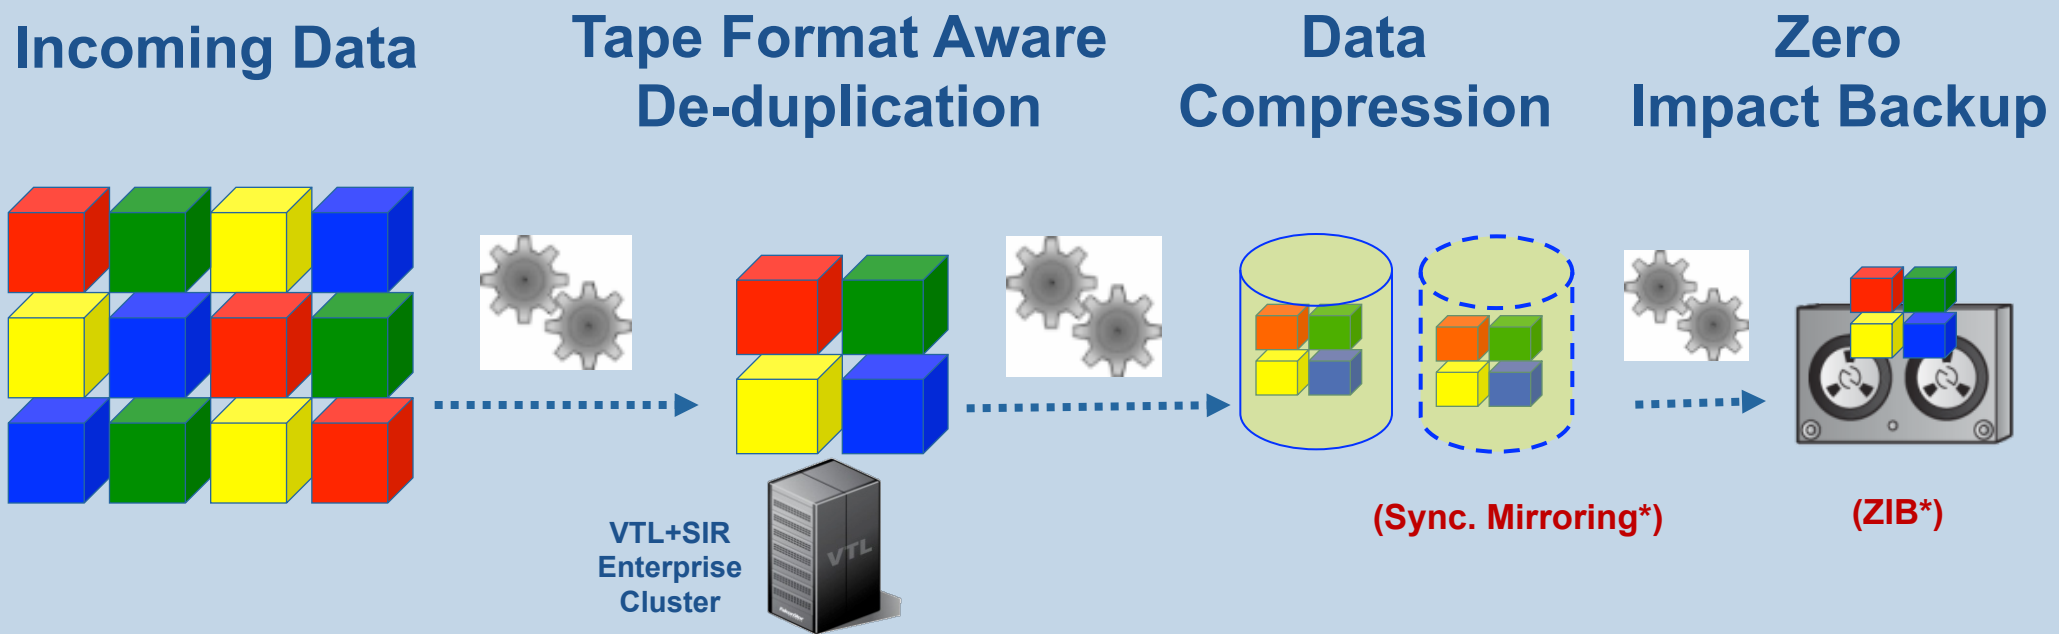 Incoming Data
Tape Format Aware
De-duplication
Data
Compression
Zero
Impact Backup
VTL+SIR
Enterprise
Cluster
VTL
(Sync. Mirroring*)
(ZIB*)